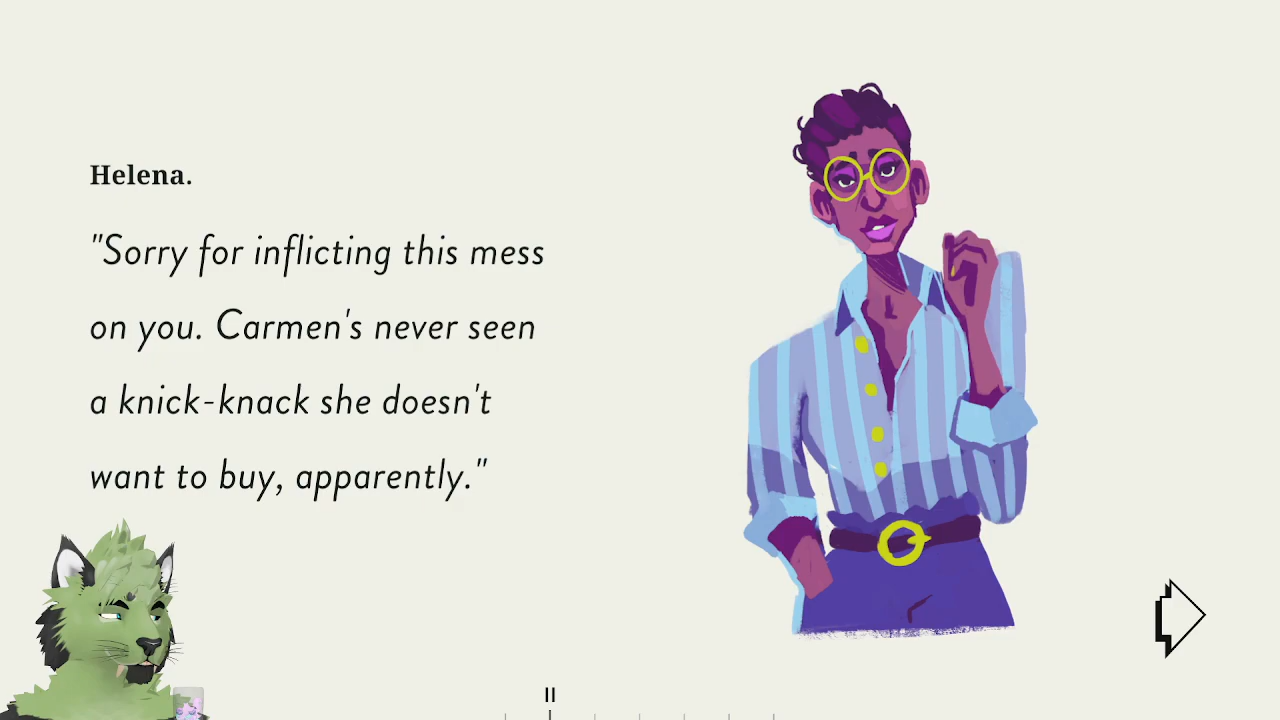 Helena.
"Sorry for inflicting this mess
on you. Carmen's never seen
a knick-knack she doesn't
want to buy, apparently."
II